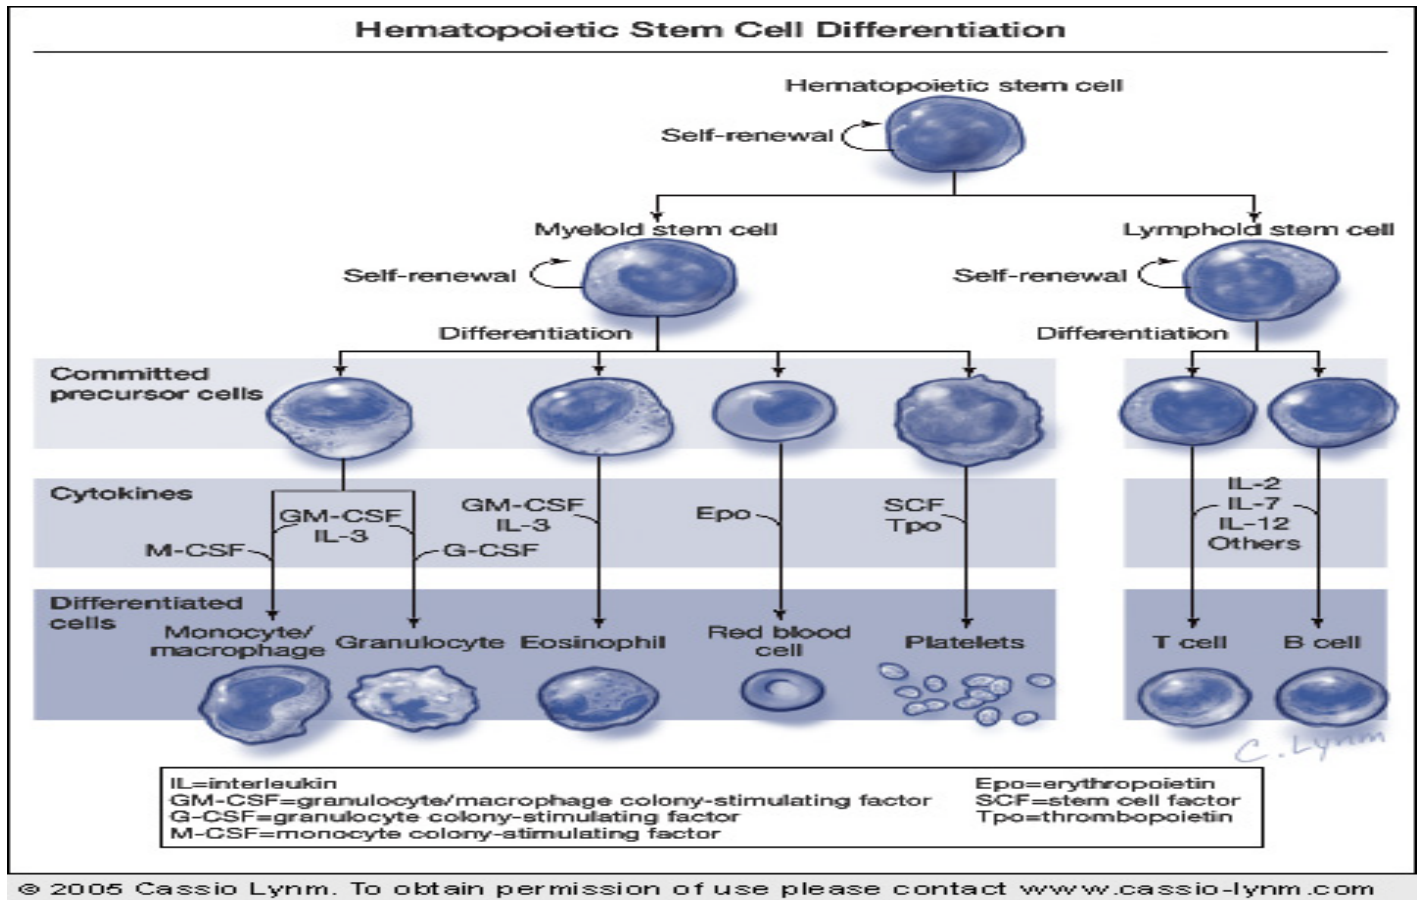 Hematopoietic Stem Cell Differentiation
Hematopoietic stem cell
Self-renewal
Myeloid stem cell
Lymphoid stem cell
Self-renewal
Self-renewal
Differentiation
Differentiation
Committed
precursor cells
Cytokines
GM-CSF
IL-3
M-CSF
G-CSF
GM-CSF
IL-3
Epo
SCF
Tpo
IL-2
IL-7
IL-12
Others
Differentiated
cells
Monocyte/
macrophage
Granulocyte
Eosinophil
Red blood
cell
Platelets
T cell
B cell
C. Lynm
IL=interleukin
GM-CSF=granulocyte/macrophage colony-stimulating factor
G-CSF=granulocyte colony-stimulating factor
M-CSF=monocyte colony-stimulating factor
Epo=erythropoietin
SCF=stem cell factor
Tpo=thrombopoietin
© 2005 Cassio Lynm. To obtain permission of use please contact www.cassio-lynm.com